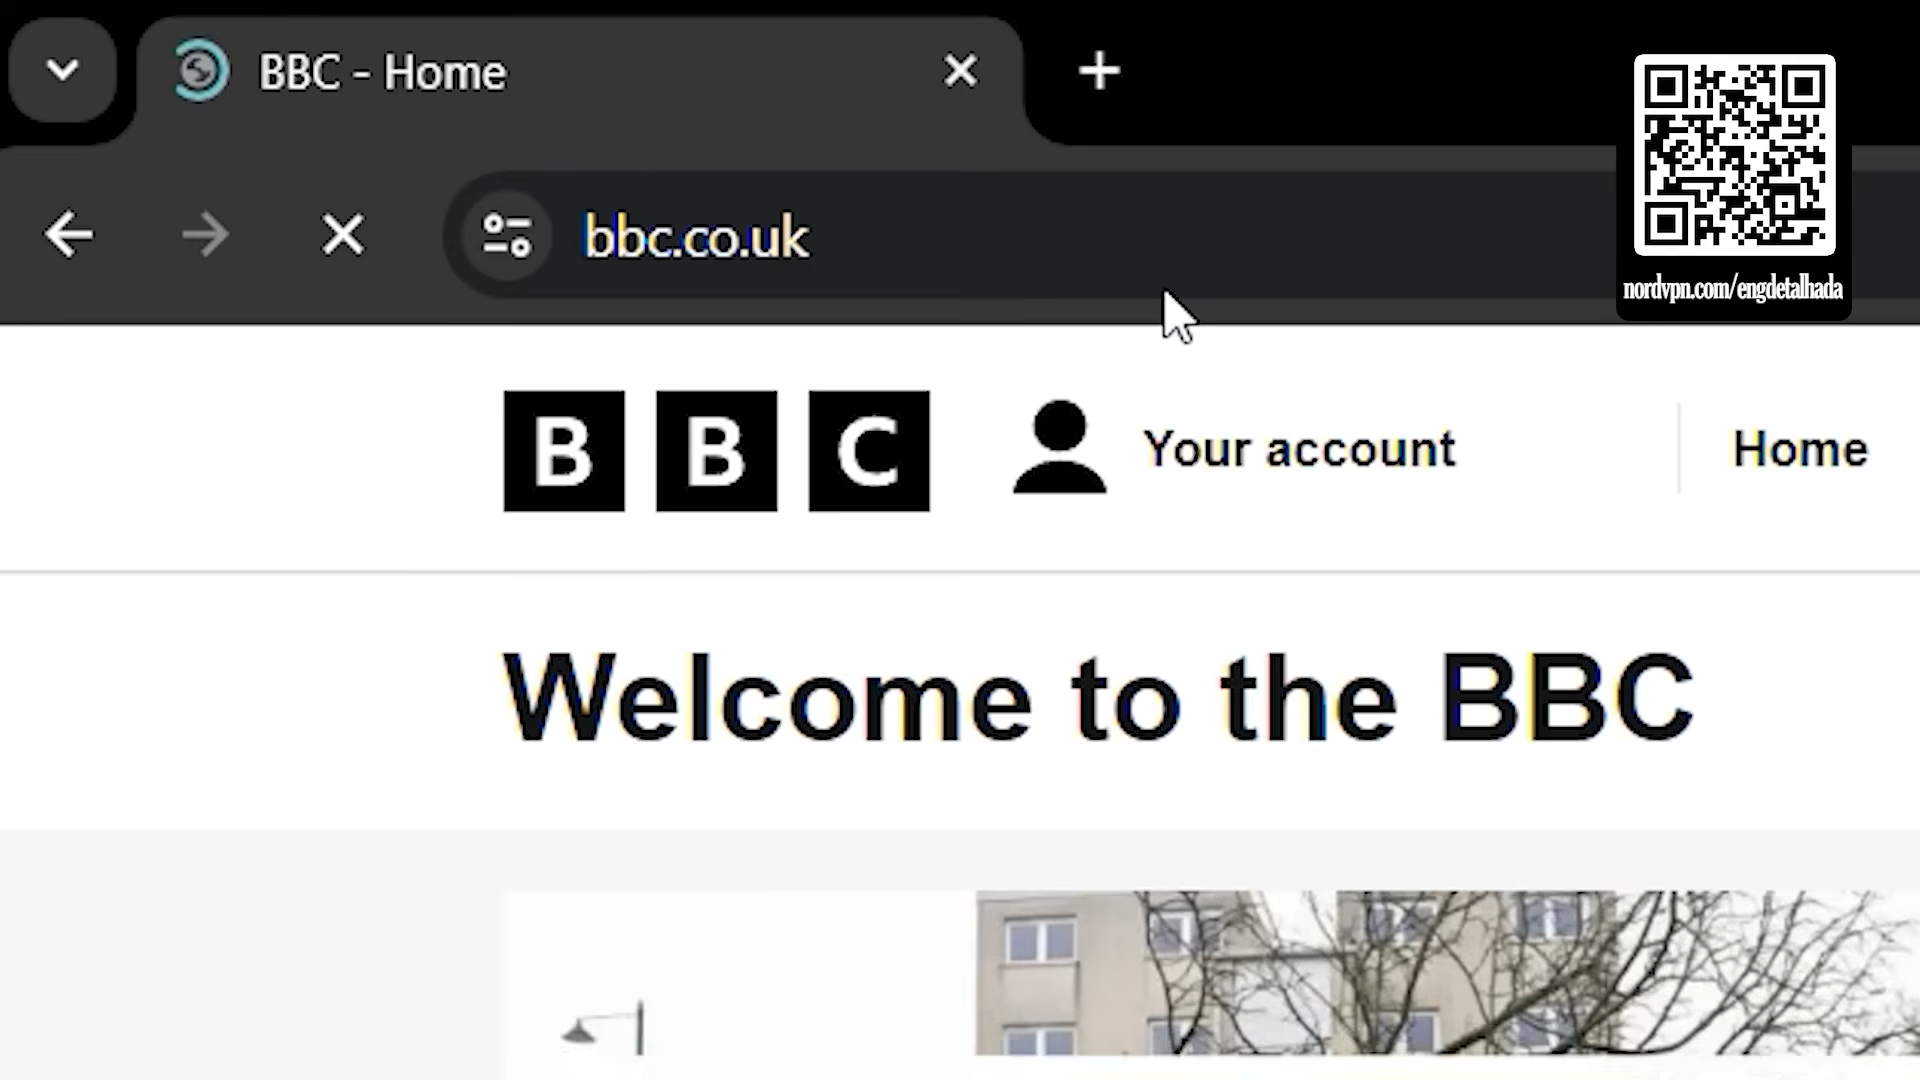 BBC - Home
bbc.co.uk
nordvpn.com/engdetalhada
BBC
Your account
Home
Welcome to the BBC